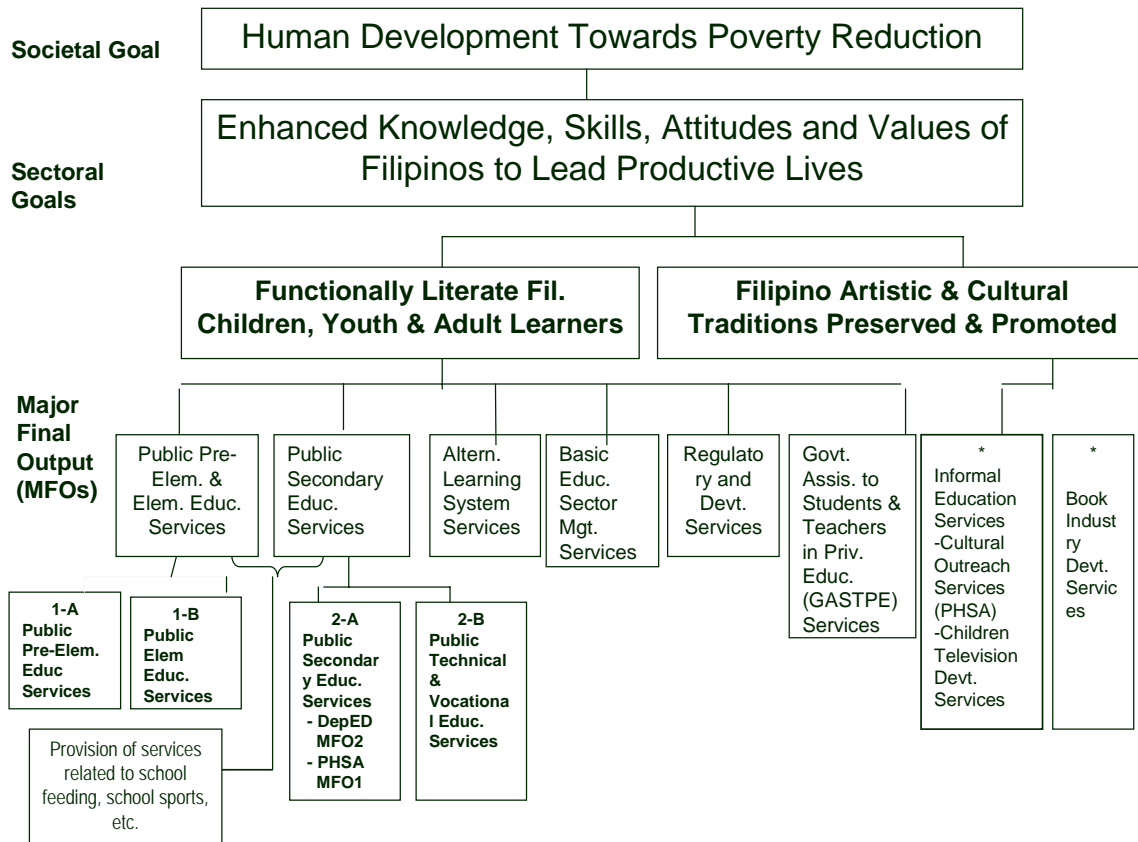 Societal Goal
Human Development Towards Poverty Reduction
Sectoral
Goals
Enhanced Knowledge, Skills, Attitudes and Values of
Filipinos to Lead Productive Lives
Functionally Literate Fil.
Children, Youth & Adult Learners
Filipino Artistic & Cultural
Traditions Preserved & Promoted
Major
Final
Output
(MFOs)
Public Pre-
Elem. &
Elem. Educ.
Services
Public
Secondary
Educ.
Services
Altern.
Learning
System
Services
Basic
Educ.
Sector
Mgt.
Services
Regulato
ry and
Devt.
Services
Govt.
Assis. to
Students &
Teachers
in Priv.
Educ.
(GASTPE)
Services
*
Informal
Education
Services
-Cultural
Outreach
Services
(PHSA)
-Children
Television
Devt.
Services
*
Book
Indust
ry
Devt.
Servic
es
1-A
Public
Pre-Elem.
Educ
Services
1-B
Public
Elem
Educ.
Services
2-A
Public
Secondar
y Educ.
Services
- DepED
MFO2
- PHSA
MFO1
2-B
Public
Technical
&
Vocationa
l Educ.
Services
Provision of services
related to school
feeding, school sports,
etc.